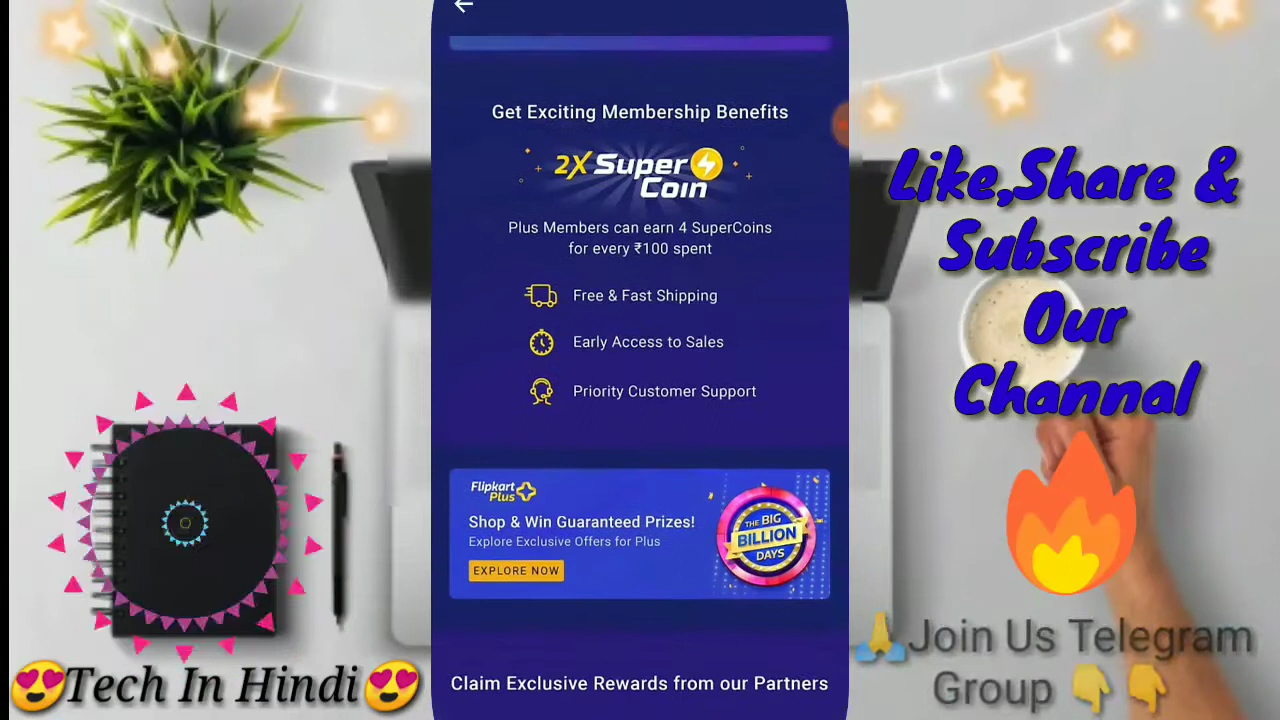 Get Exciting Membership Benefits
2X Super
Coin
Plus Members can earn 4 SuperCoins
for every ₹100 spent
Free & Fast Shipping
Early Access to Sales
Priority Customer Support
Flipkart
Plus
Shop & Win Guaranteed Prizes!
Explore Exclusive Offers for Plus
EXPLORE NOW
THE BIG
BILLION
DAYS
Claim Exclusive Rewards from our Partners
😍Tech In Hindi😍
Like,Share &
Subscribe
Our
Channal
🙏Join Us Telegram
Group 👇👇